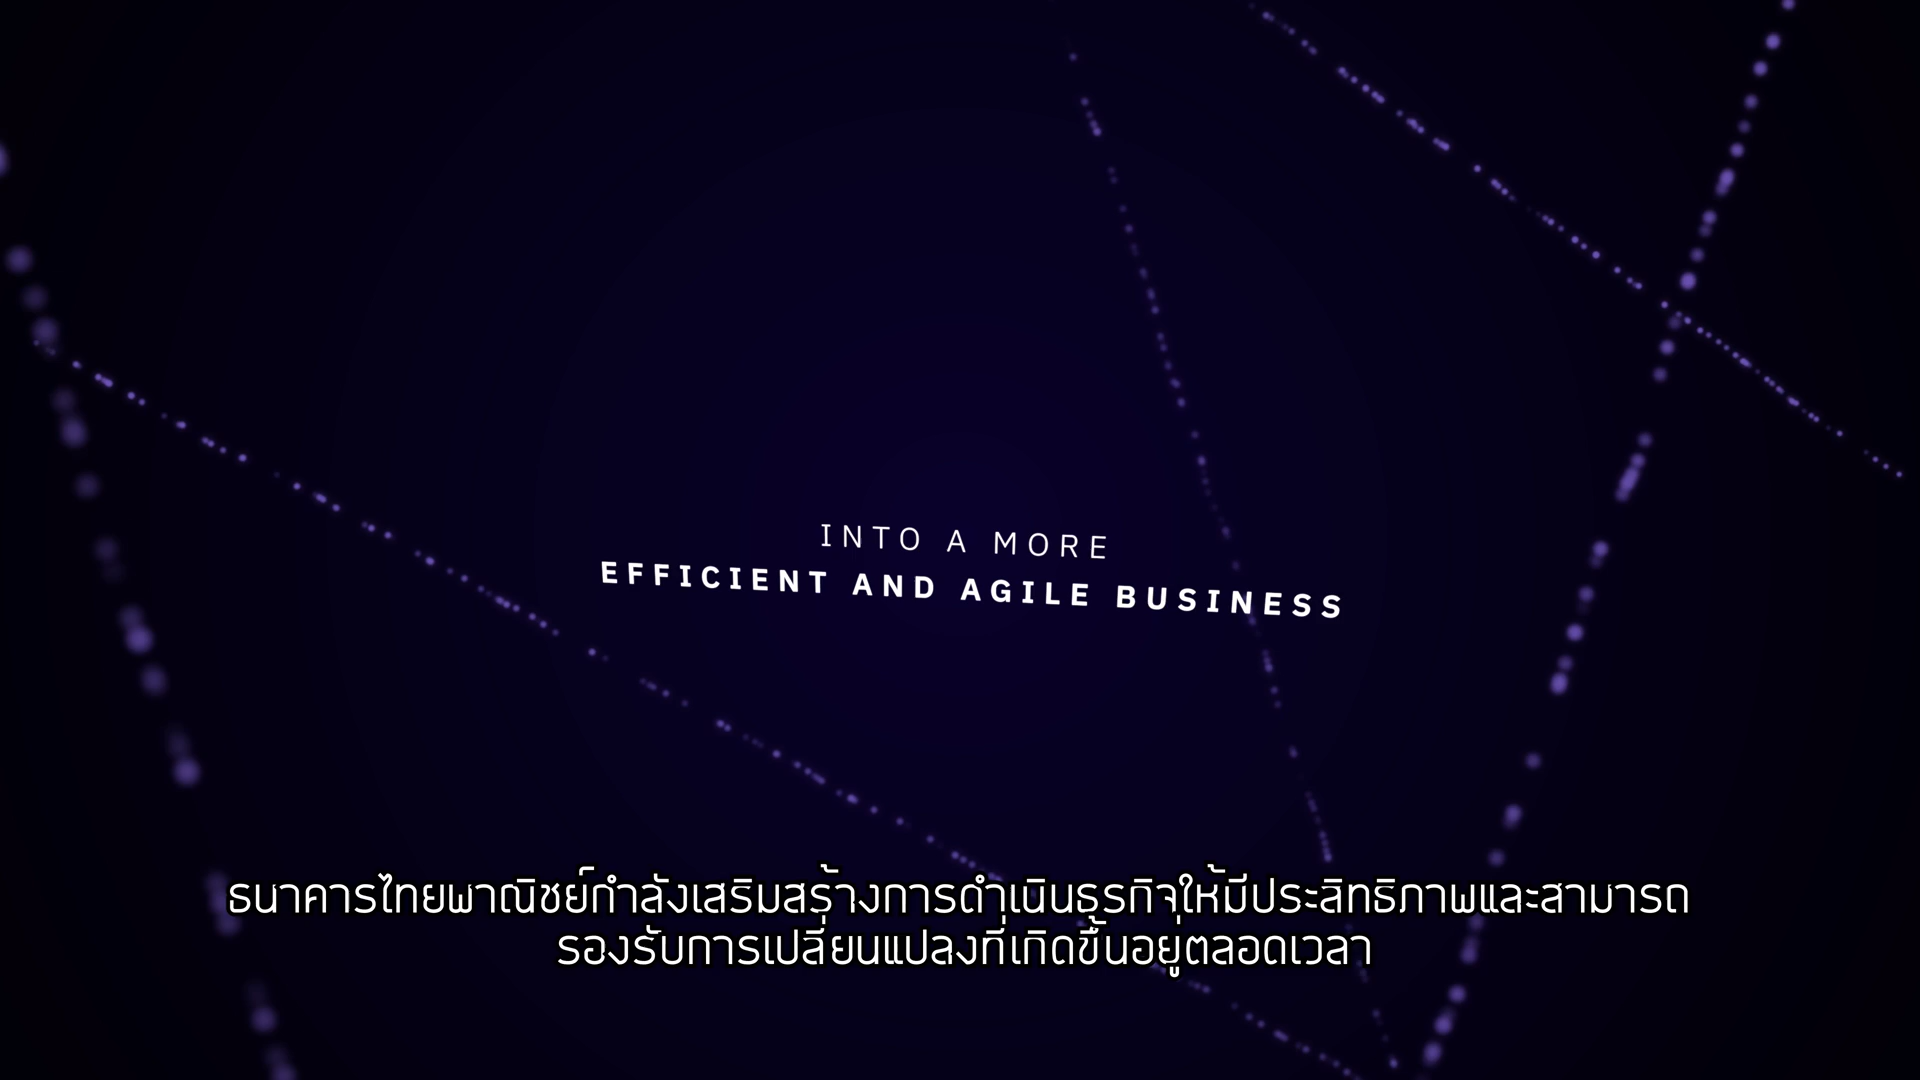 INTO A MORE
EFFICIENT AND AGILE BUSINESS
ธนาคารไทยพาณิชย์กำลังเสริมสร้างการดำเนินธุรกิจให้มีประสิทธิภาพและสามารถ
รองรับการเปลี่ยนแปลงที่เกิดขึ้นอยู่ตลอดเวลา